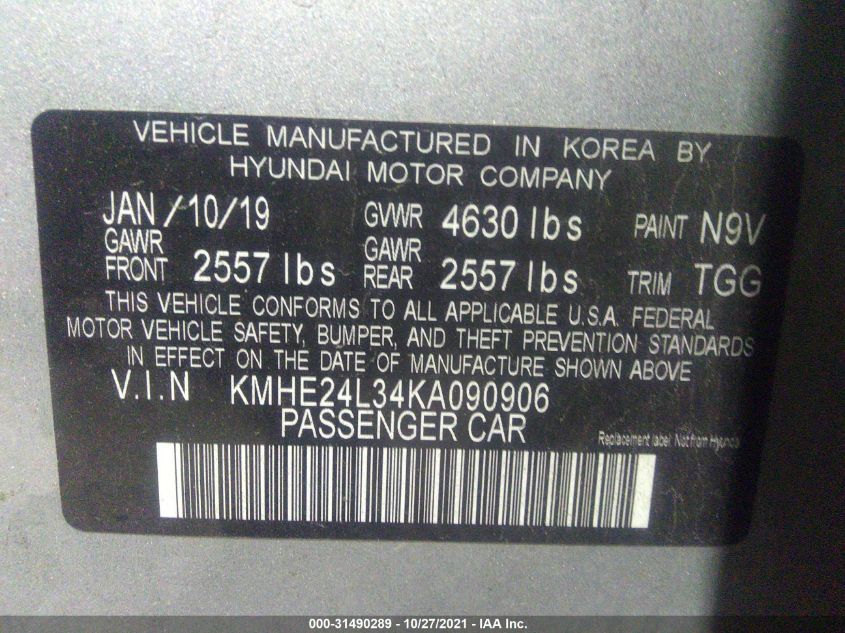 VEHICLE MANUFACTURED IN KOREA BY
HYUNDAI MOTOR COMPANY
JAN / 10 / 19 GVWR 4630 lbs PAINT N9V
GAWR FRONT 2557 lbs GAWR REAR 2557 lbs TRIM TGG
THIS VEHICLE CONFORMS TO ALL APPLICABLE U.S.A. FEDERAL
MOTOR VEHICLE SAFETY, BUMPER, AND THEFT PREVENTION STANDARDS
IN EFFECT ON THE DATE OF MANUFACTURE SHOWN ABOVE
V.I.N KMHE24L34KA090906
PASSENGER CAR
Replacement label. Not from Hyundai
000-31490289 - 10/27/2021 - IAA Inc.